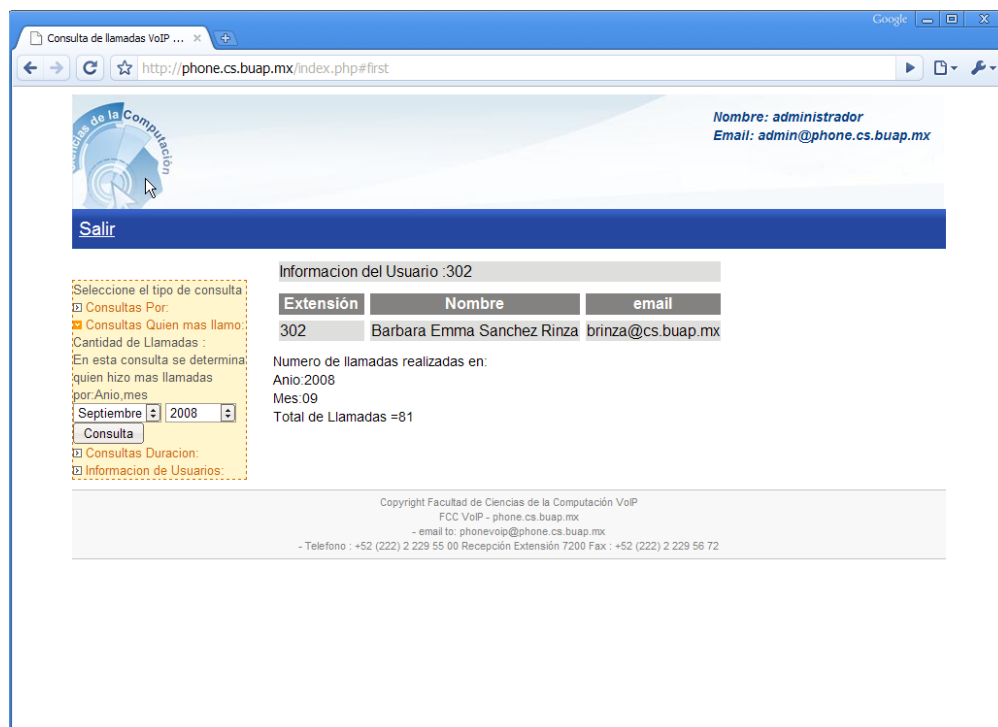 Google
Consulta de llamadas VoIP ...
http://phone.cs.buap.mx/index.php#first
Ciencias de la Computación
Nombre: administrador
Email: admin@phone.cs.buap.mx
Salir
Seleccione el tipo de consulta
Consultas Por:
Consultas Quien mas llamo:
Cantidad de Llamadas :
En esta consulta se determina
quien hizo mas llamadas
por:Anio,mes
Septiembre 2008
Consulta
Consultas Duracion:
Informacion de Usuarios:
Informacion del Usuario :302
Extensión Nombre email
302 Barbara Emma Sanchez Rinza brinza@cs.buap.mx
Numero de llamadas realizadas en:
Anio:2008
Mes:09
Total de Llamadas =81
Copyright Facultad de Ciencias de la Computación VoIP
FCC VoIP - phone.cs.buap.mx
- email to: phonevoip@phone.cs.buap.mx
- Telefono : +52 (222) 2 229 55 00 Recepción Extensión 7200 Fax : +52 (222) 2 229 56 72